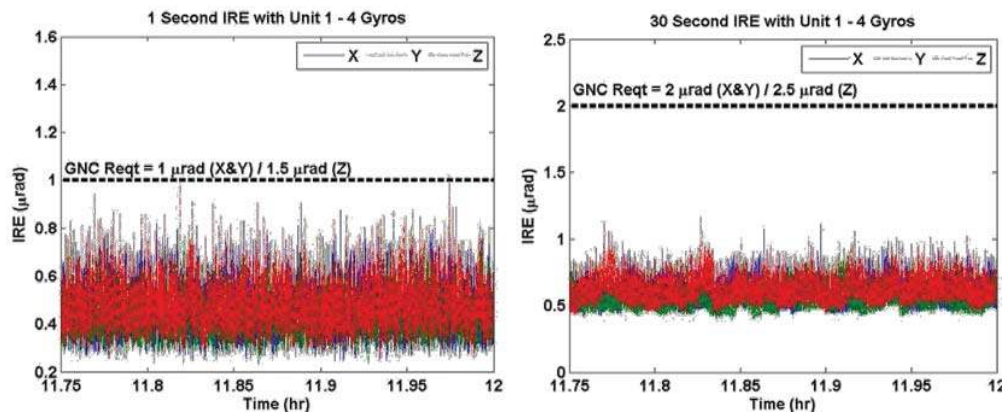 1 Second IRE with Unit 1 - 4 Gyros
1.6
1.4
1.2
1
0.8
0.6
0.4
0.2
IRE (μrad)
X Y Z
GNC Reqt = 1 μrad (X&Y) / 1.5 μrad (Z)
11.75 11.8 11.85 11.9 11.95 12
Time (hr)
30 Second IRE with Unit 1 - 4 Gyros
2.5
2
1.5
1
0.5
0
IRE (μrad)
X Y Z
GNC Reqt = 2 μrad (X&Y) / 2.5 μrad (Z)
11.75 11.8 11.85 11.9 11.95 12
Time (hr)